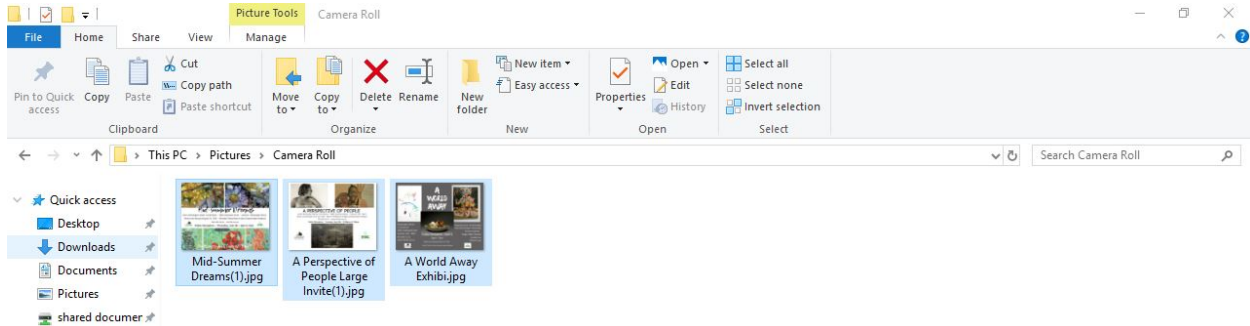 Picture Tools
Camera Roll
File
Home
Share
View
Manage
Pin to Quick
access
Copy
Paste
Cut
Copy path
Paste shortcut
Clipboard
Move
to
Copy
to
Delete
Rename
Organize
New
folder
New item
Easy access
New
Properties
Open
Edit
History
Open
Select all
Select none
Invert selection
Select
This PC > Pictures > Camera Roll
Search Camera Roll
Quick access
Desktop
Downloads
Documents
Pictures
shared documer
Mid-Summer
Dreams(1).jpg
A PERSPECTIVE OF PEOPLE
A Perspective of
People Large
Invite(1).jpg
A
WORLD
AWAY
A World Away
Exhibi.jpg